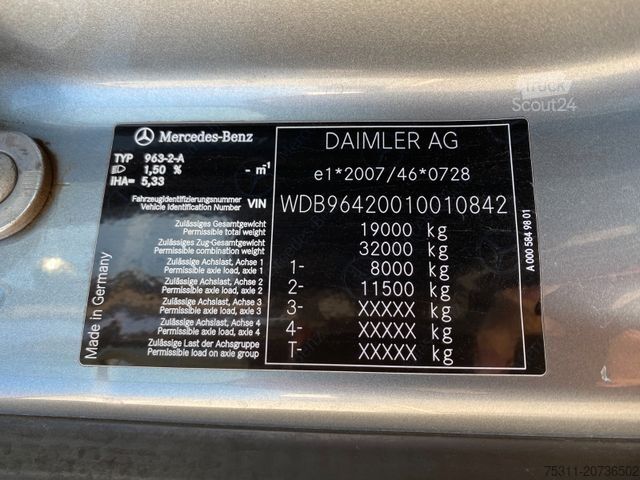 Truck
Scout24
Mercedes-Benz
TYP 963-2-A
1,50% - m-1
IHA= 5,33
Fahrzeugidentifizierungsnummer
Vehicle Identification Number VIN
Zulässiges Gesamtgewicht
Permissible total weight
Zulässiges Zug-Gesamtgewicht
Permissible combination weight
Zulässige Achslast, Achse 1
Permissible axle load, axle 1
Zulässige Achslast, Achse 2
Permissible axle load, axle 2
Zulässige Achslast, Achse 3
Permissible axle load, axle 3
Zulässige Achslast, Achse 4
Permissible axle load, axle 4
Zulässige Last der Achsgruppe
Permissible load on axle group
Made in Germany
DAIMLER AG
e1*2007/46*0728
WDB96420010010842
19000 kg
32000 kg
1- 8000 kg
2- 11500 kg
3- XXXXX kg
4- XXXXX kg
T- XXXXX kg
A 000 584 98 01
75311-20736502